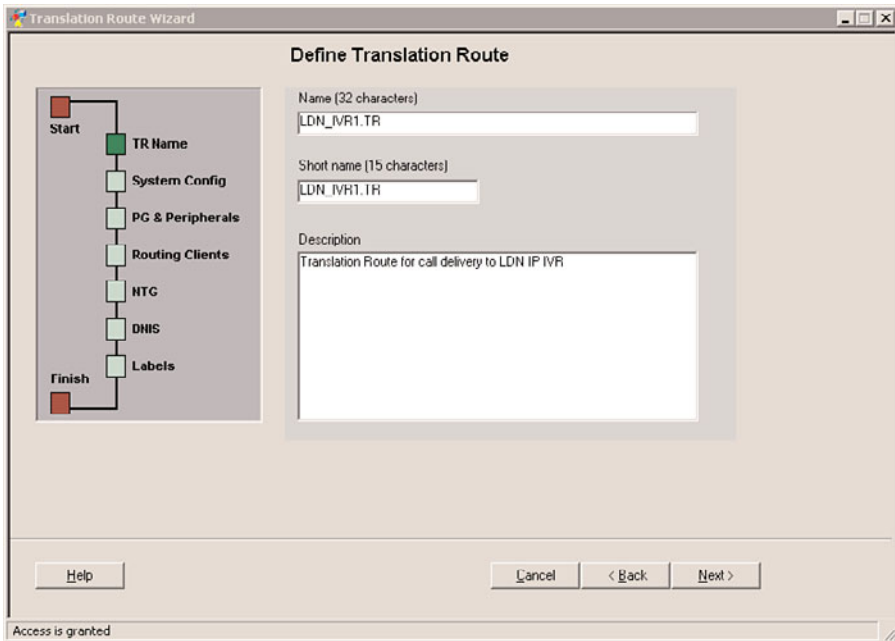 Translation Route Wizard
Define Translation Route
Start
TR Name
System Config
PG & Peripherals
Routing Clients
NTG
DNIS
Labels
Finish
Name (32 characters)
LDN_IVR1.TR
Short name (15 characters)
LDN_IVR1.TR
Description
Translation Route for call delivery to LDN IP IVR
Help
Cancel
< Back
Next >
Access is granted